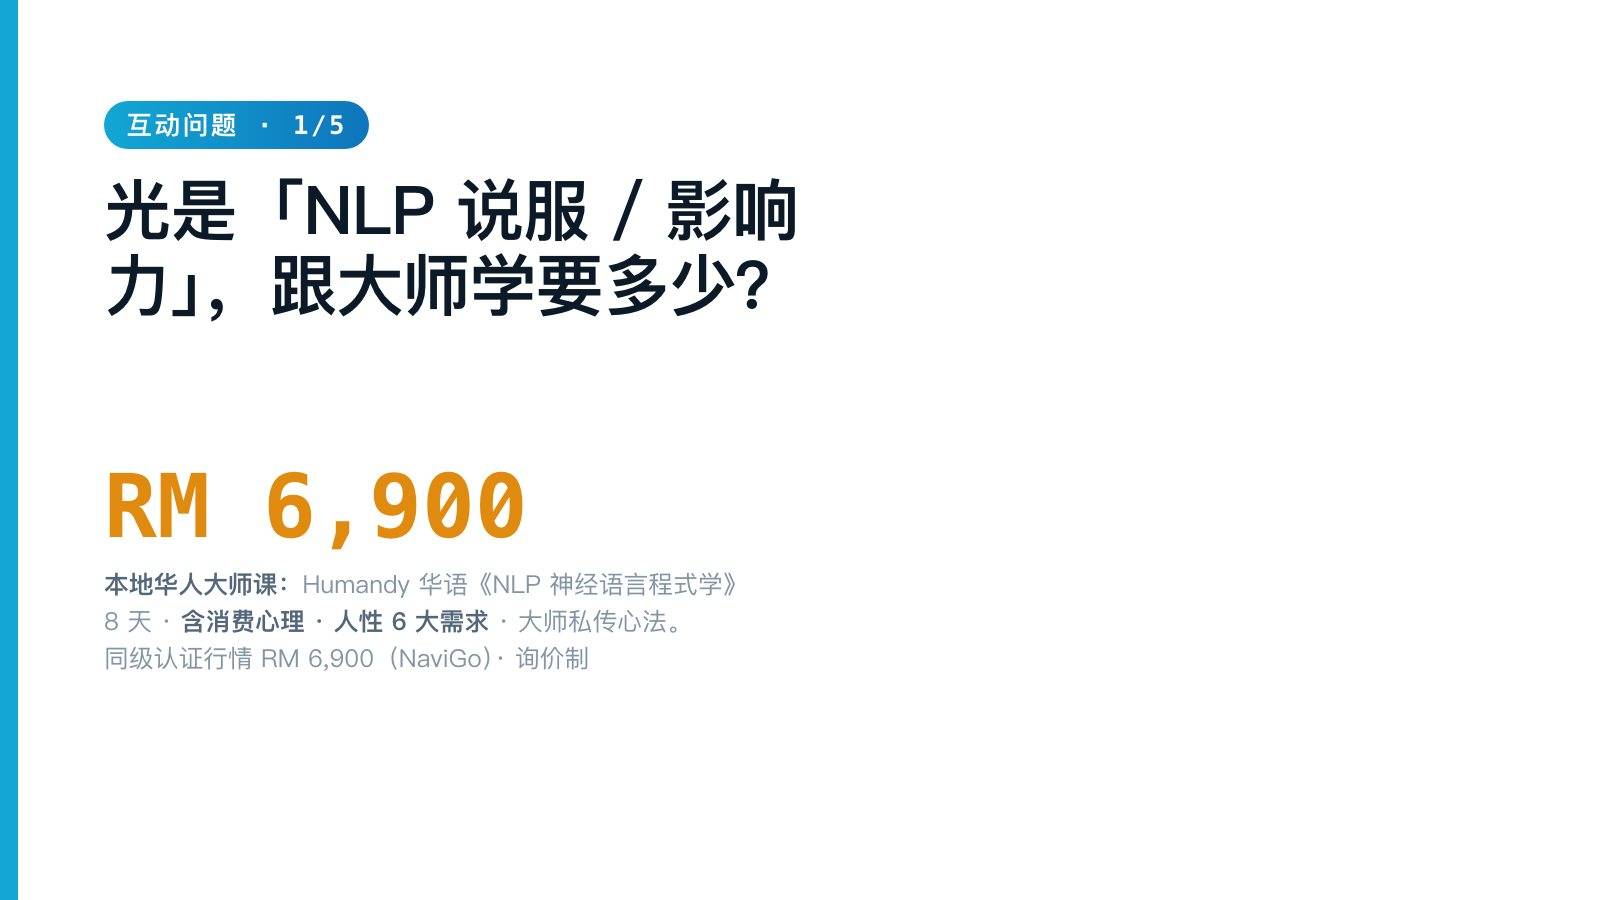 互动问题 · 1/5
光是「NLP 说服 / 影响
力」，跟大师学要多少？
RM 6,900
本地华人大师课：Humandy 华语《NLP 神经语言程式学》
8 天 · 含消费心理 · 人性 6 大需求 · 大师私传心法。
同级认证行情 RM 6,900（NaviGo）· 询价制